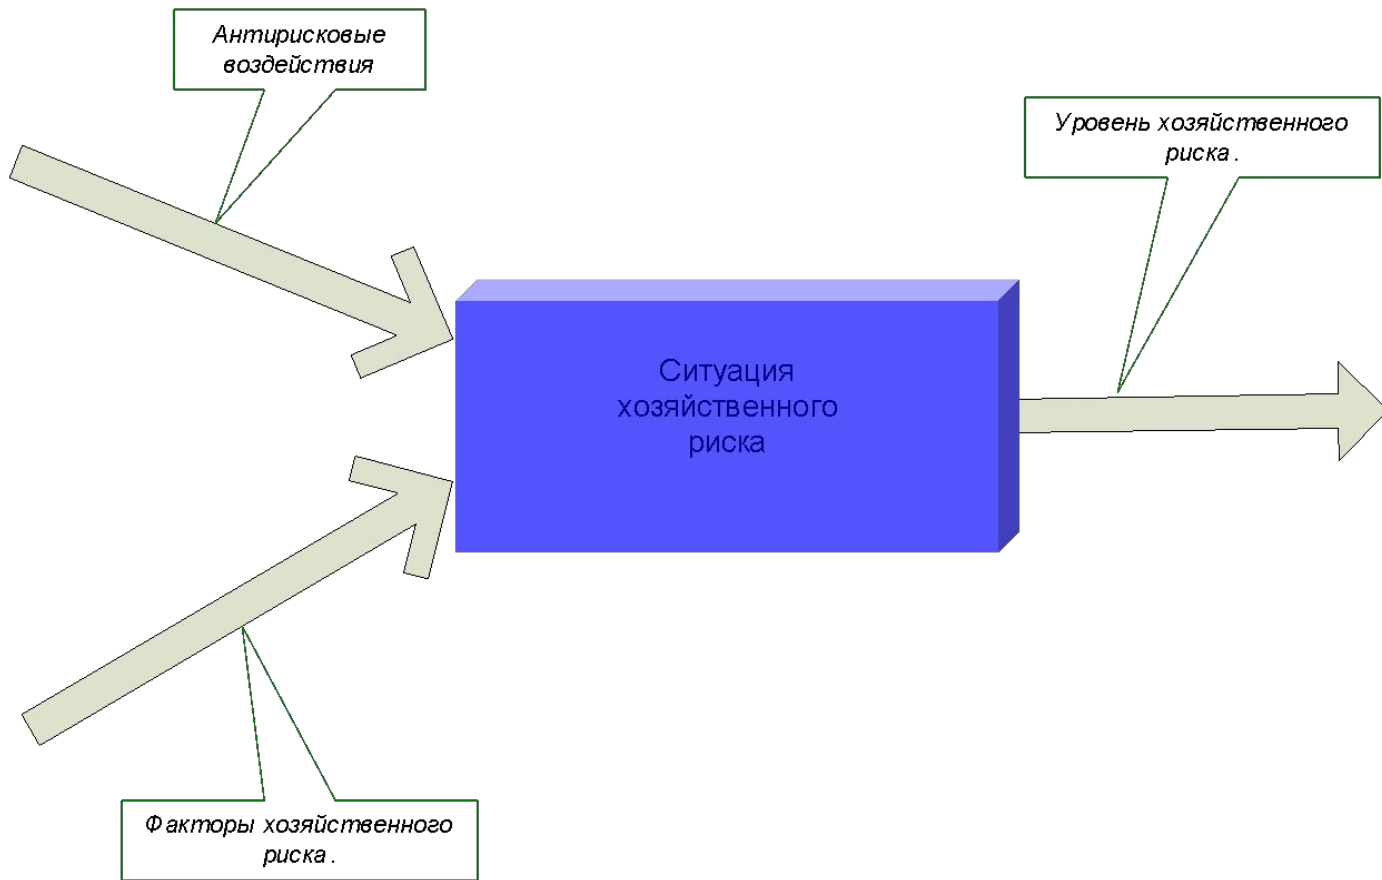 Антирисковые
воздействия
Уровень хозяйственного
риска.
Ситуация
хозяйственного
риска
Факторы хозяйственного
риска.